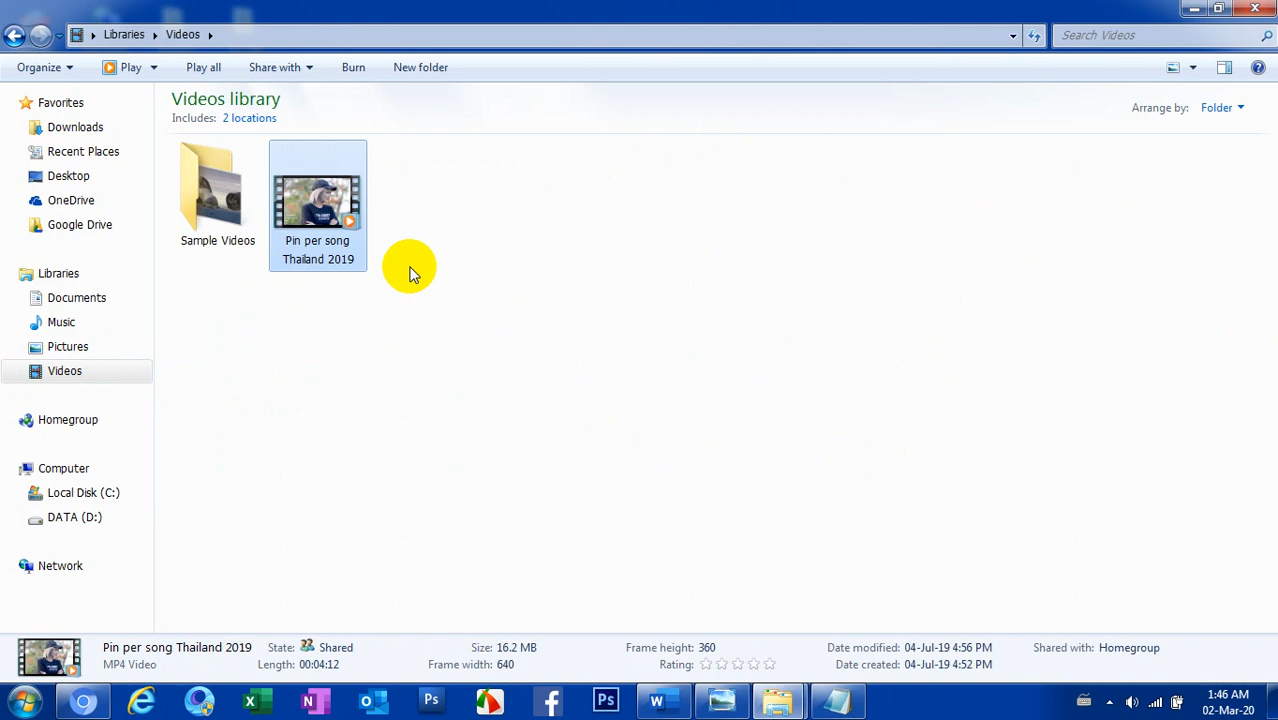 Libraries
Videos
Search Videos
Organize
Play
Play all
Share with
Burn
New folder
Videos library
Includes: 2 locations
Arrange by: Folder
Favorites
Downloads
Recent Places
Desktop
OneDrive
Google Drive
Libraries
Documents
Music
Pictures
Videos
Homegroup
Computer
Local Disk (C:)
DATA (D:)
Network
Sample Videos
Pin per song
Thailand 2019
Pin per song Thailand 2019
MP4 Video
State: Shared
Length: 00:04:12
Size: 16.2 MB
Frame width: 640
Frame height: 360
Rating:
Date modified: 04-Jul-19 4:56 PM
Date created: 04-Jul-19 4:52 PM
Shared with: Homegroup
Ps
Ps
W
1:46 AM
02-Mar-20